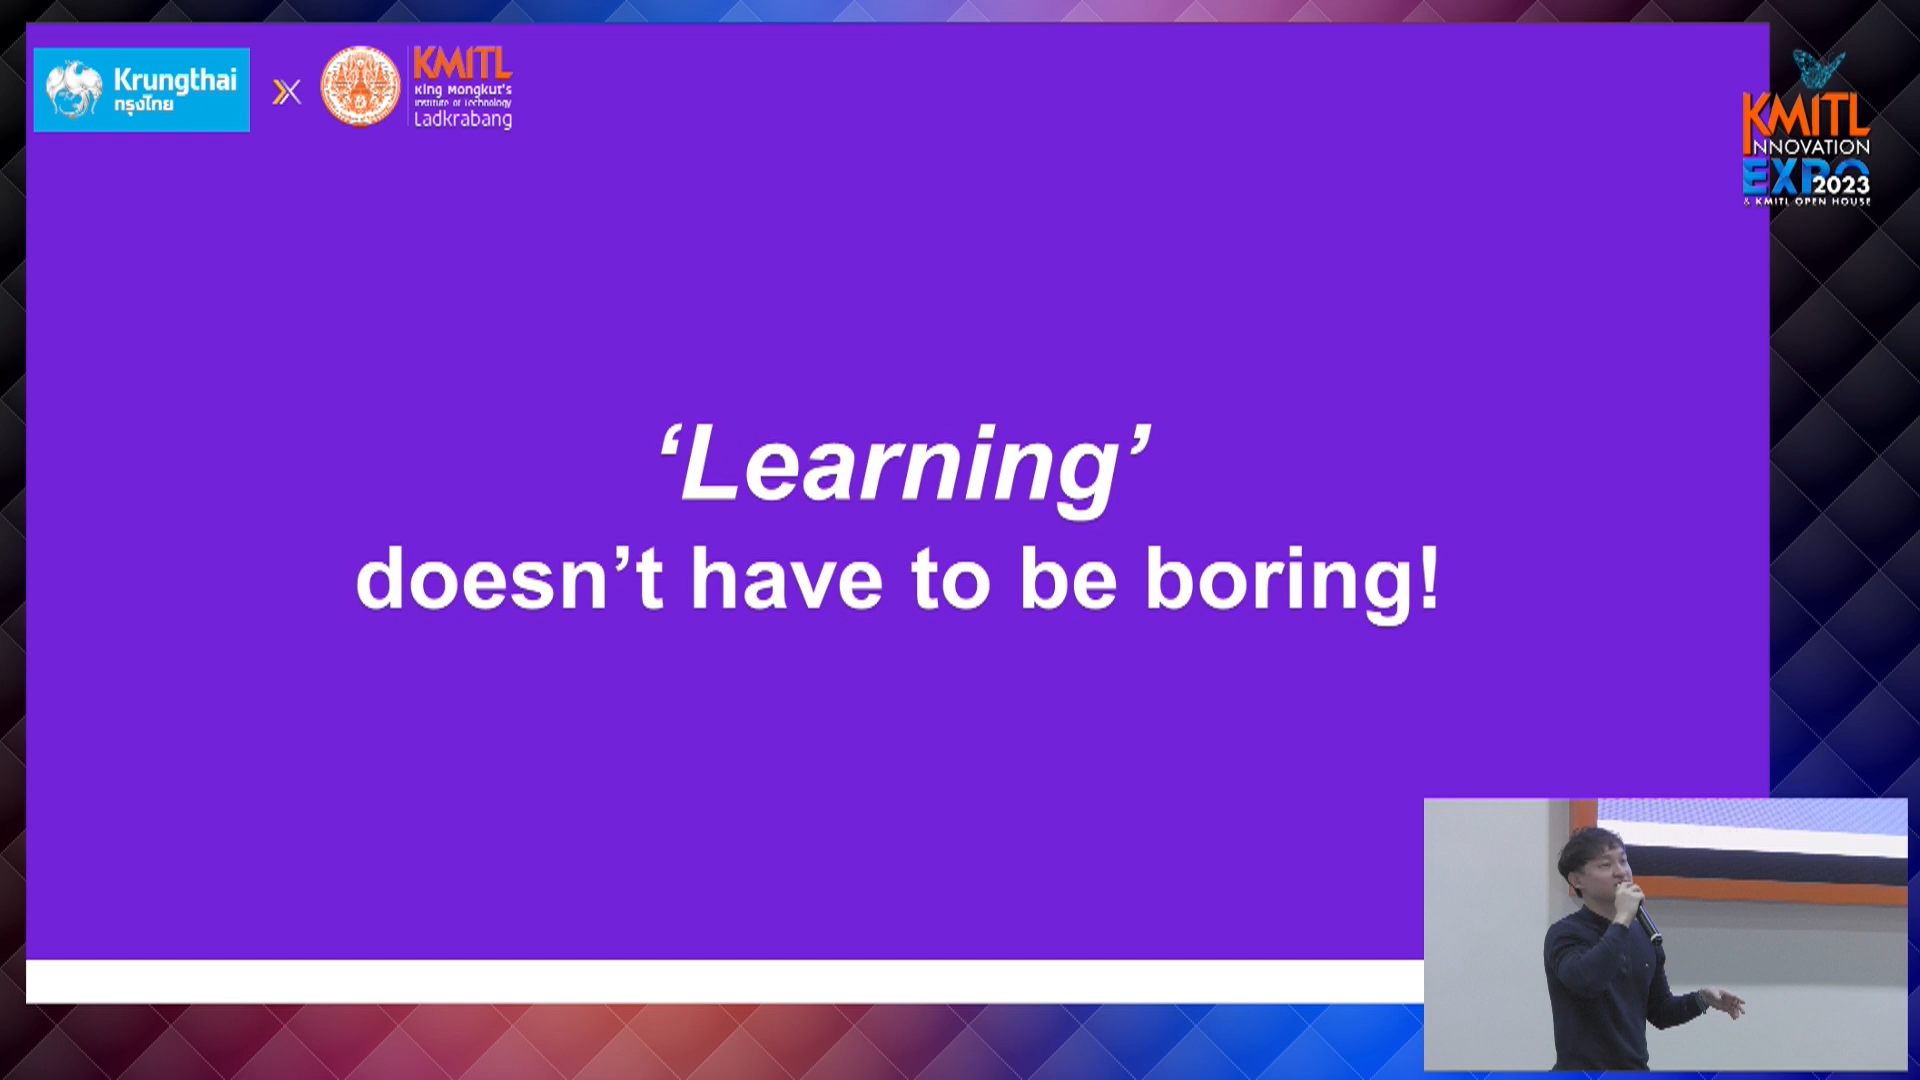 Krungthai
กรุงไทย
KMITL
King Mongkut's
Institute of Technology
Ladkrabang
KMITL
INNOVATION
EXPO 2023
& KMITL OPEN HOUSE
‘Learning’
doesn’t have to be boring!